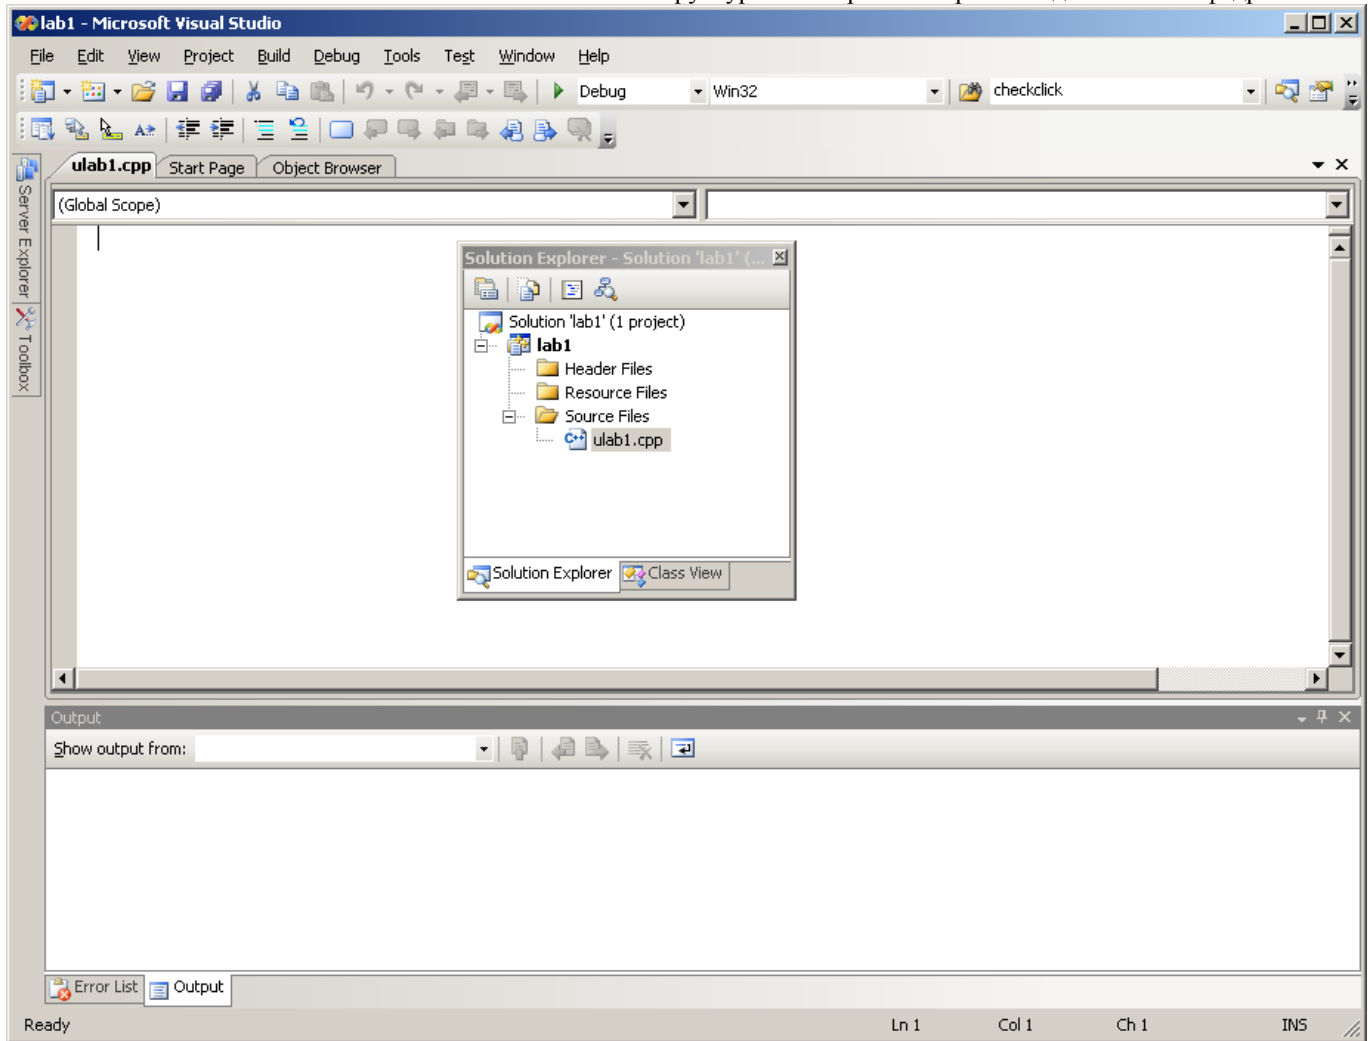 lab1 - Microsoft Visual Studio
File Edit View Project Build Debug Tools Test Window Help
Debug Win32 checkclick
ulab1.cpp Start Page Object Browser
Server Explorer
Toolbox
(Global Scope)
Solution Explorer - Solution 'lab1' (...
Solution 'lab1' (1 project)
lab1
Header Files
Resource Files
Source Files
ulab1.cpp
Solution Explorer Class View
Output
Show output from:
Error List Output
Ready Ln 1 Col 1 Ch 1 INS